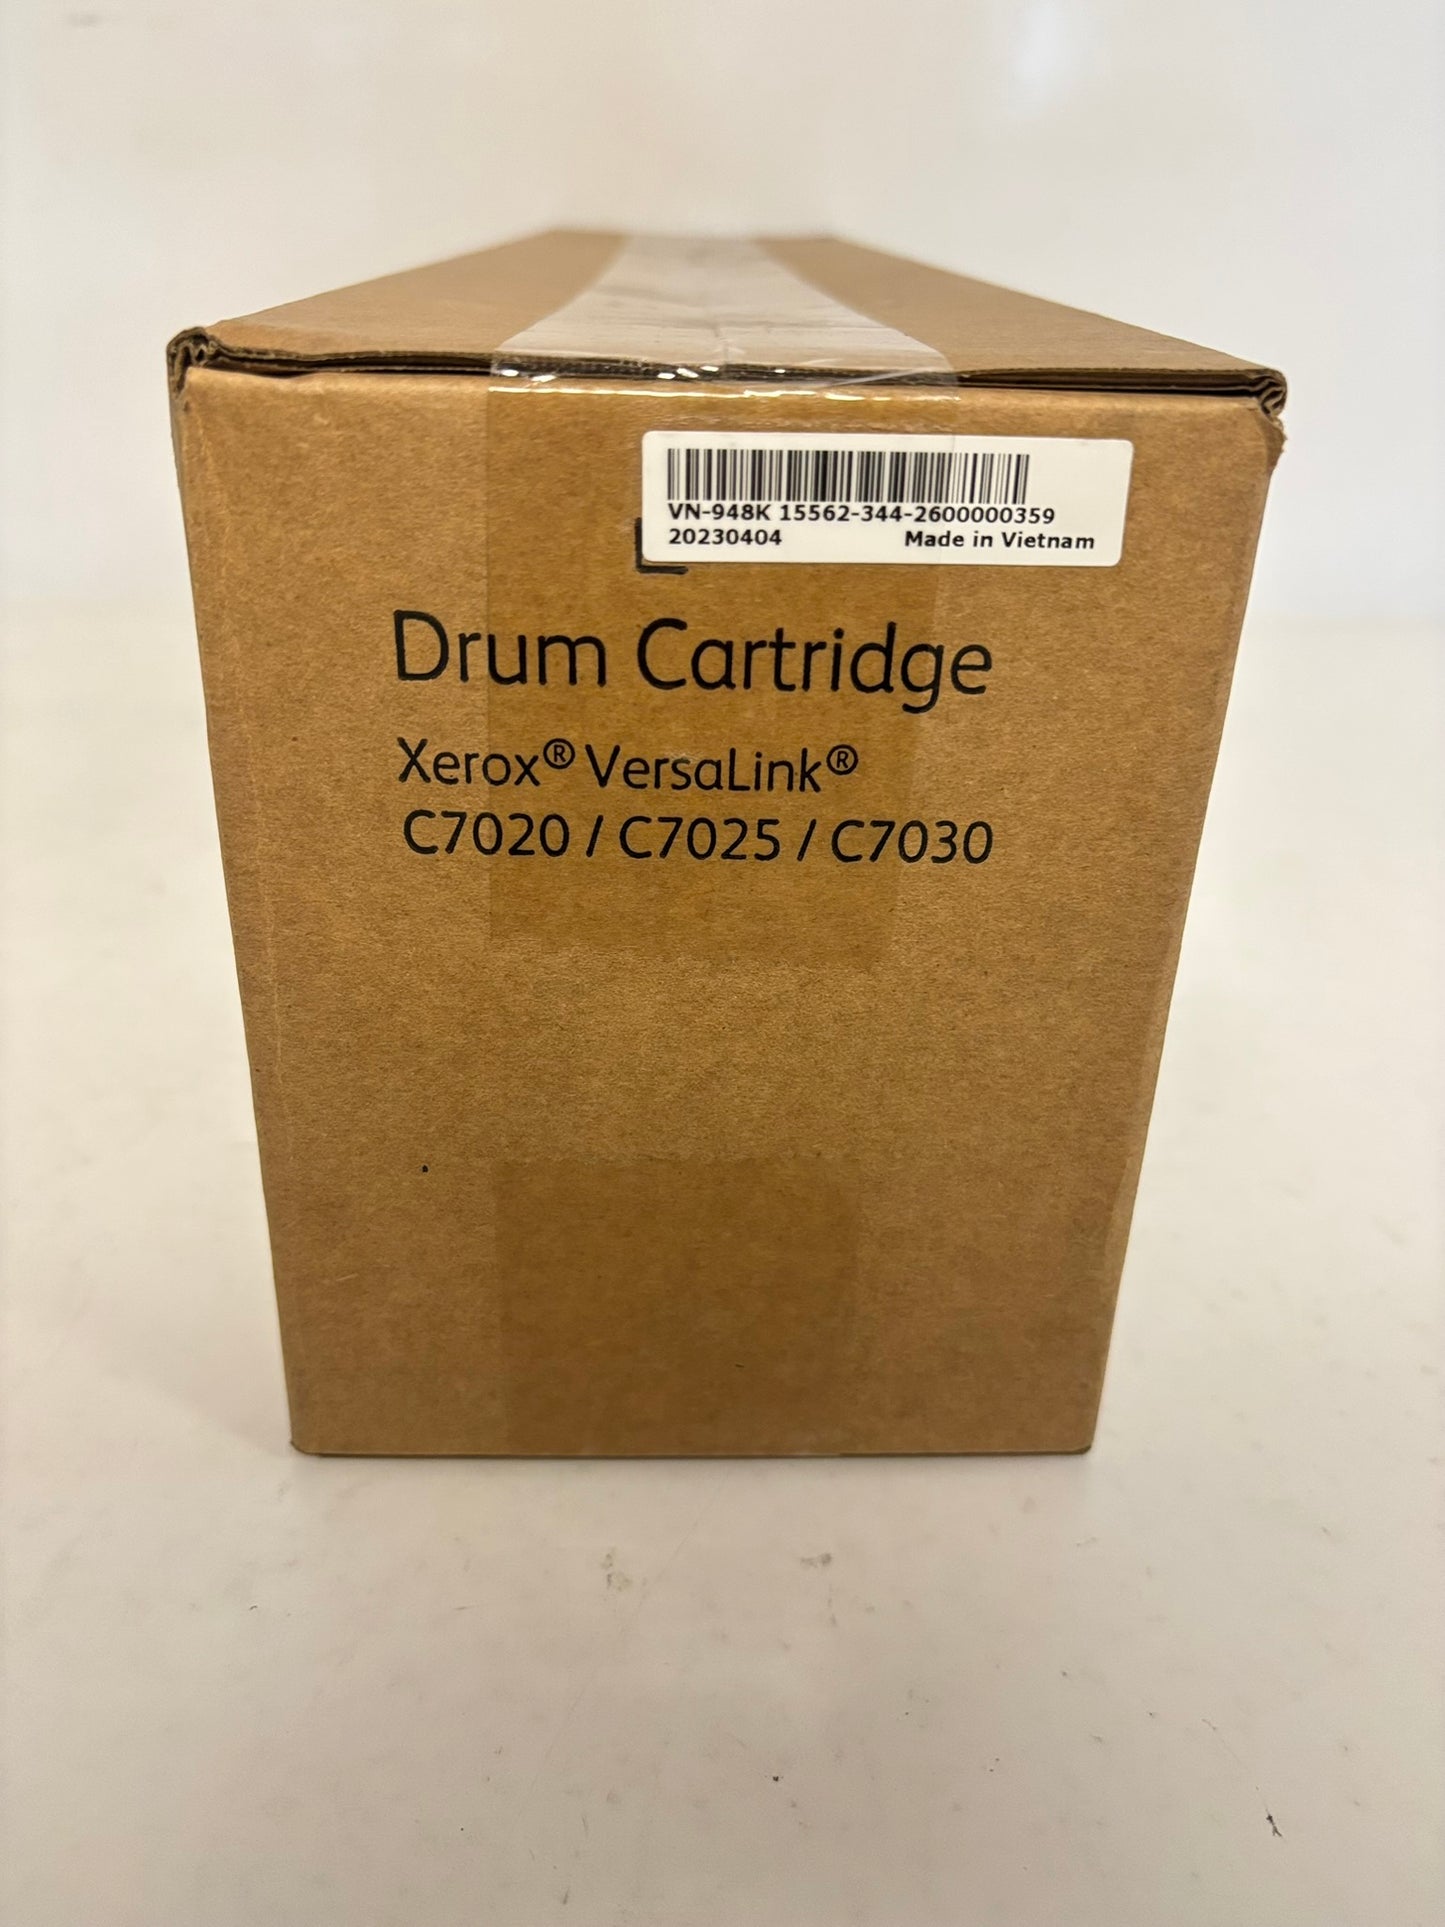 VN-948K 15562-344-2600000359
20230404 Made in Vietnam
Drum Cartridge
Xerox® VersaLink®
C7020 / C7025 / C7030